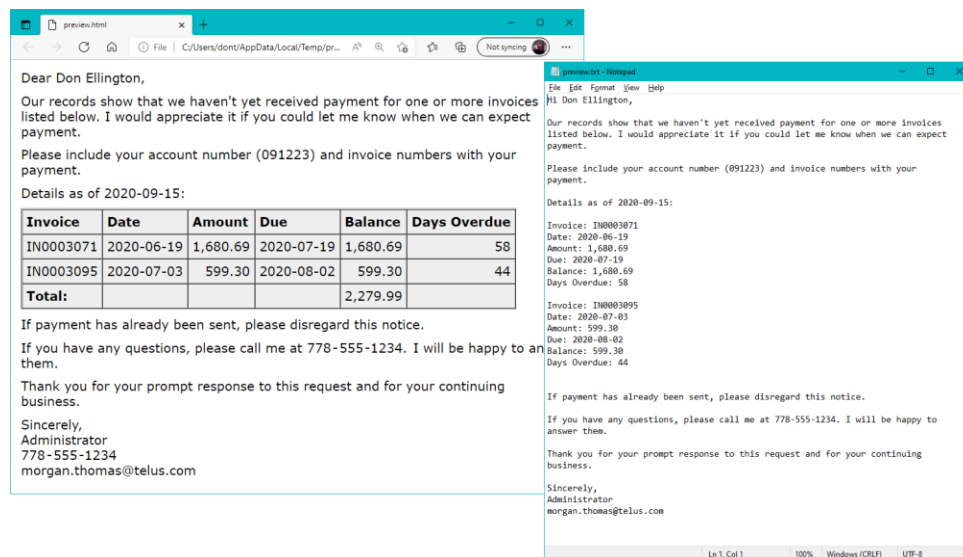 preview.html
File | C:/Users/dont/AppData/Local/Temp/pr...
Not syncing
Dear Don Ellington,
Our records show that we haven't yet received payment for one or more invoices
listed below. I would appreciate it if you could let me know when we can expect
payment.
Please include your account number (091223) and invoice numbers with your
payment.
Details as of 2020-09-15:
Invoice Date Amount Due Balance Days Overdue
IN0003071 2020-06-19 1,680.69 2020-07-19 1,680.69 58
IN0003095 2020-07-03 599.30 2020-08-02 599.30 44
Total: 2,279.99
If payment has already been sent, please disregard this notice.
If you have any questions, please call me at 778-555-1234. I will be happy to an
them.
Thank you for your prompt response to this request and for your continuing
business.
Sincerely,
Administrator
778-555-1234
morgan.thomas@telus.com
preview.txt - Notepad
File Edit Format View Help
Hi Don Ellington,
Our records show that we haven't yet received payment for one or more invoices
listed below. I would appreciate it if you could let me know when we can expect
payment.
Please include your account number (091223) and invoice numbers with your
payment.
Details as of 2020-09-15:
Invoice: IN0003071
Date: 2020-06-19
Amount: 1,680.69
Due: 2020-07-19
Balance: 1,680.69
Days Overdue: 58
Invoice: IN0003095
Date: 2020-07-03
Amount: 599.30
Due: 2020-08-02
Balance: 599.30
Days Overdue: 44
If payment has already been sent, please disregard this notice.
If you have any questions, please call me at 778-555-1234. I will be happy to
answer them.
Thank you for your prompt response to this request and for your continuing
business.
Sincerely,
Administrator
morgan.thomas@telus.com
Ln 1, Col 1 100% Windows (CRLF) UTF-8